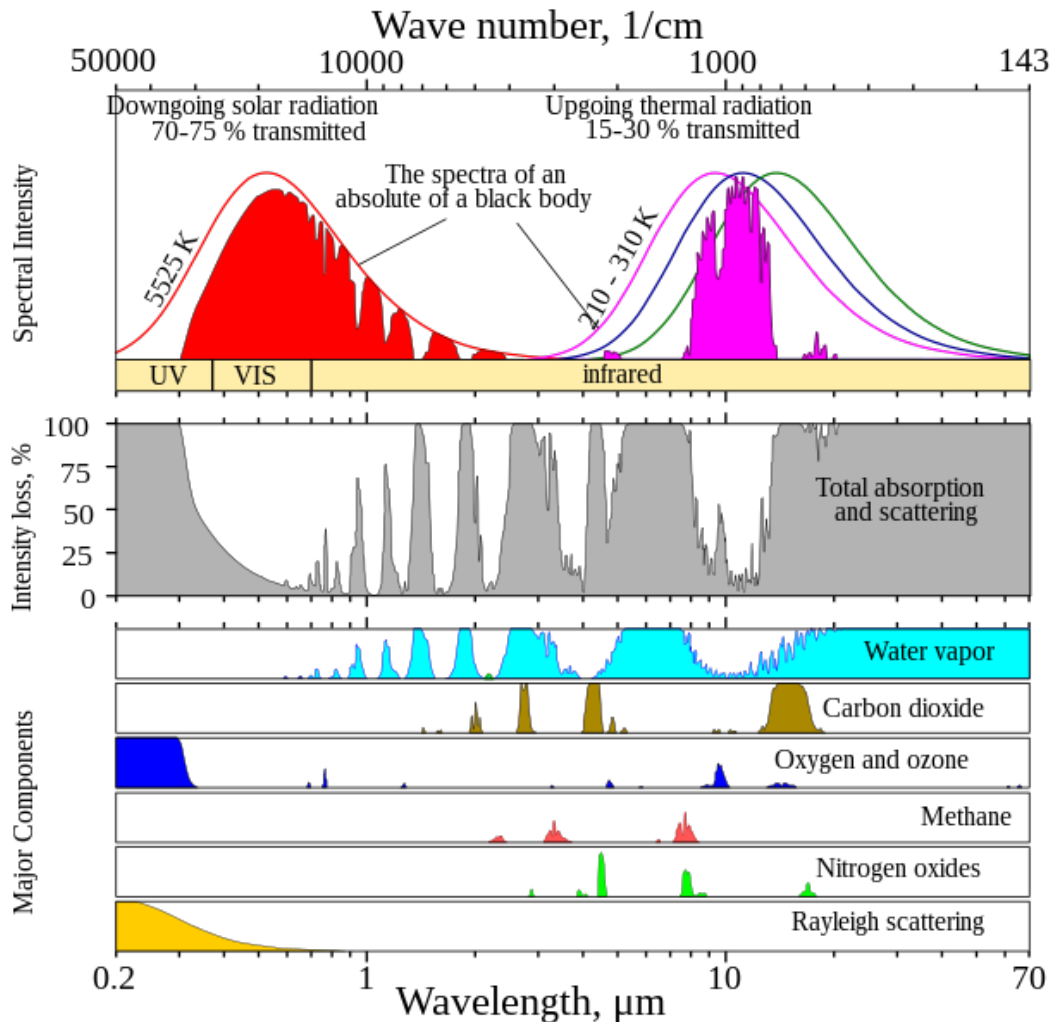 Wave number, 1/cm
50000 10000 1000 143
Downgoing solar radiation
70-75 % transmitted
Upgoing thermal radiation
15-30 % transmitted
The spectra of an
absolute of a black body
Spectral Intensity
5525 K
210 - 310 K
UV VIS infrared
Intensity loss, %
100
75
50
25
0
Total absorption
and scattering
Major Components
Water vapor
Carbon dioxide
Oxygen and ozone
Methane
Nitrogen oxides
Rayleigh scattering
0.2 1 10 70
Wavelength, μm